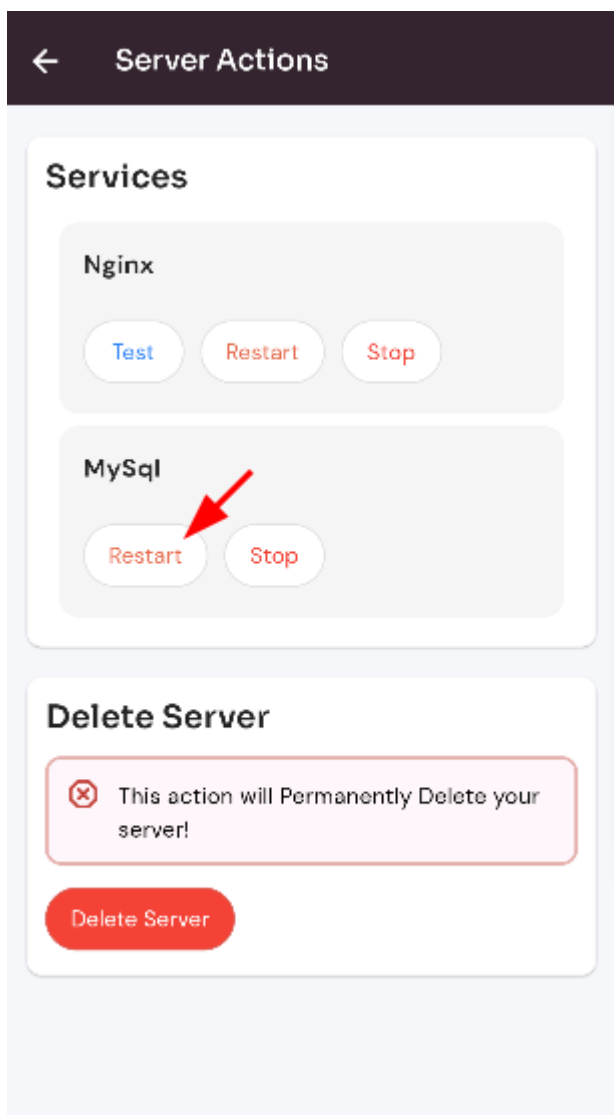 Server Actions
Services
Nginx
Test Restart Stop
MySql
Restart Stop
Delete Server
This action will Permanently Delete your
server!
Delete Server